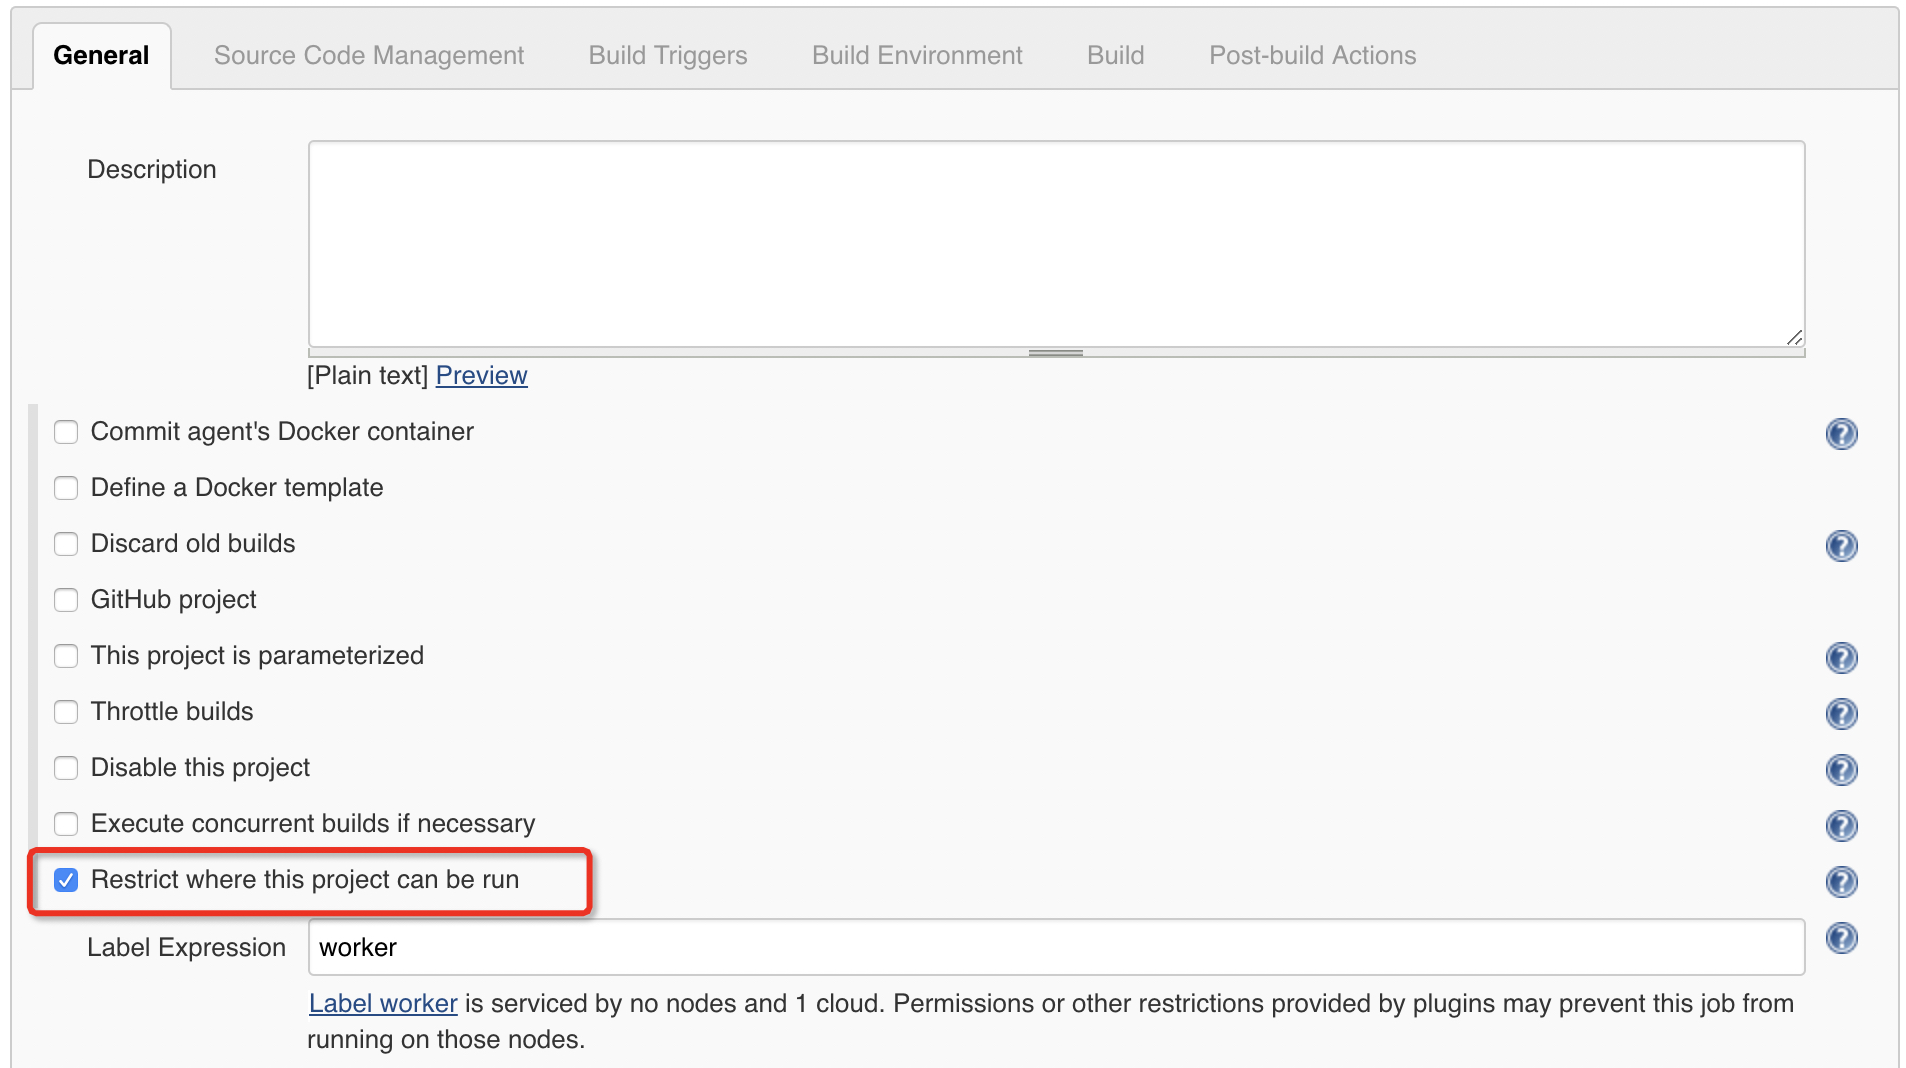 General Source Code Management Build Triggers Build Environment Build Post-build Actions
Description
[Plain text] Preview
Commit agent's Docker container
Define a Docker template
Discard old builds
GitHub project
This project is parameterized
Throttle builds
Disable this project
Execute concurrent builds if necessary
Restrict where this project can be run
Label Expression worker
Label worker is serviced by no nodes and 1 cloud. Permissions or other restrictions provided by plugins may prevent this job from
running on those nodes.